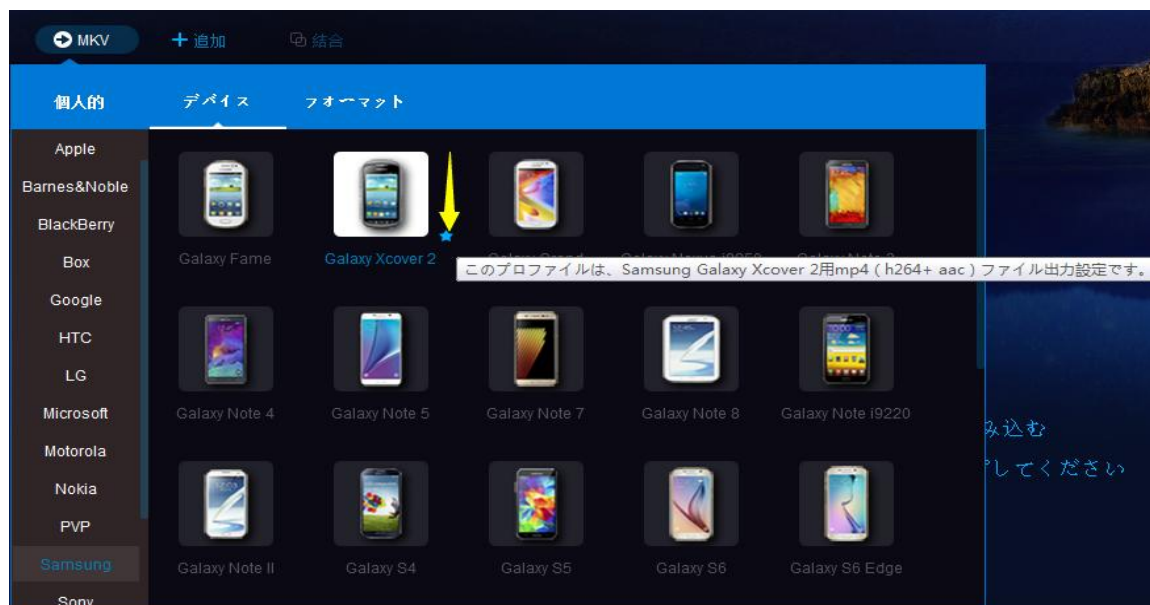 MKV 追加 結合
個人的 デバイス フォーマット
Apple
Barnes&Noble
BlackBerry
Box
Google
HTC
LG
Microsoft
Motorola
Nokia
PVP
Samsung
Sony
Galaxy Fame Galaxy Xcover 2
このプロファイルは、Samsung Galaxy Xcover 2用mp4 ( h264+ aac ) ファイル出力設定です。
Galaxy Note 4 Galaxy Note 5 Galaxy Note 7 Galaxy Note 8 Galaxy Note i9220
み込む
してください
Galaxy Note II Galaxy S4 Galaxy S5 Galaxy S6 Galaxy S6 Edge